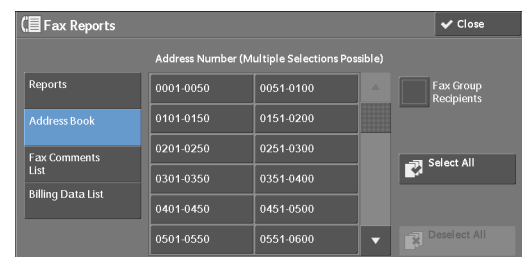 Fax Reports
Close
Address Number (Multiple Selections Possible)
Reports
Address Book
Fax Comments
List
Billing Data List
0001-0050 0051-0100
0101-0150 0151-0200
0201-0250 0251-0300
0301-0350 0351-0400
0401-0450 0451-0500
0501-0550 0551-0600
Fax Group
Recipients
Select All
Deselect All